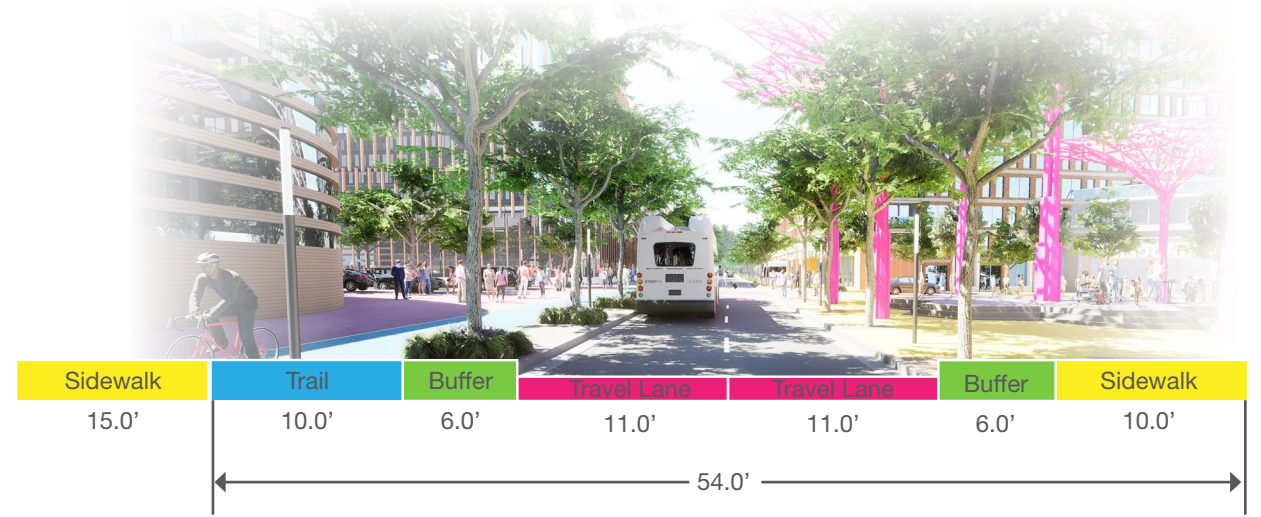 Sidewalk Trail Buffer Travel Lane Travel Lane Buffer Sidewalk
15.0’ 10.0’ 6.0’ 11.0’ 11.0’ 6.0’ 10.0’
54.0’